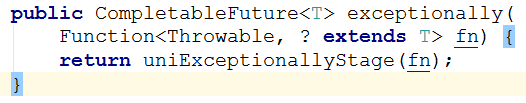 public CompletableFuture<T> exceptionally(
    Function<Throwable, ? extends T> fn) {
    return uniExceptionallyStage(fn);
}